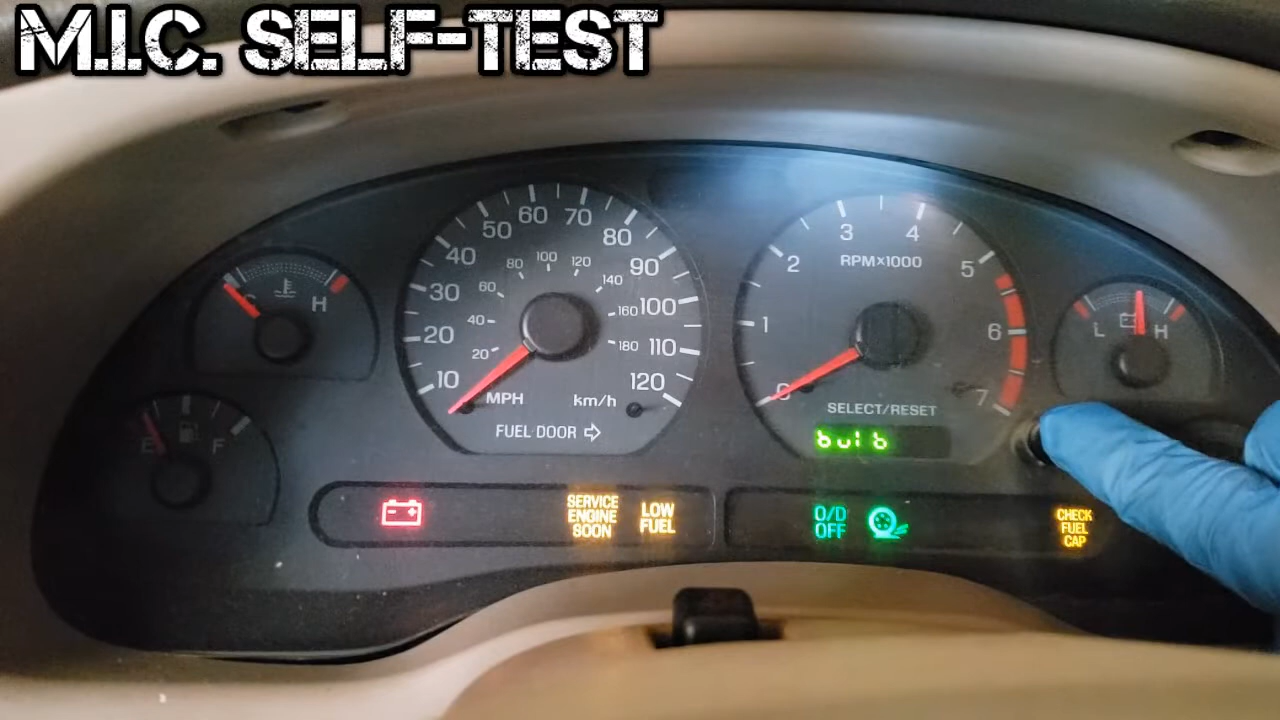 M.I.C. SELF-TEST
60 70
50 80
40 90
30 100
20 110
10 120
80 100 120
60 140
40 160
20 180
MPH km/h
FUEL DOOR
3 4
2 5
1 6
0 7
RPM×1000
SELECT/RESET
bulb
C H
E F
L H
SERVICE
ENGINE
SOON
LOW
FUEL
O/D
OFF
CHECK
FUEL
CAP